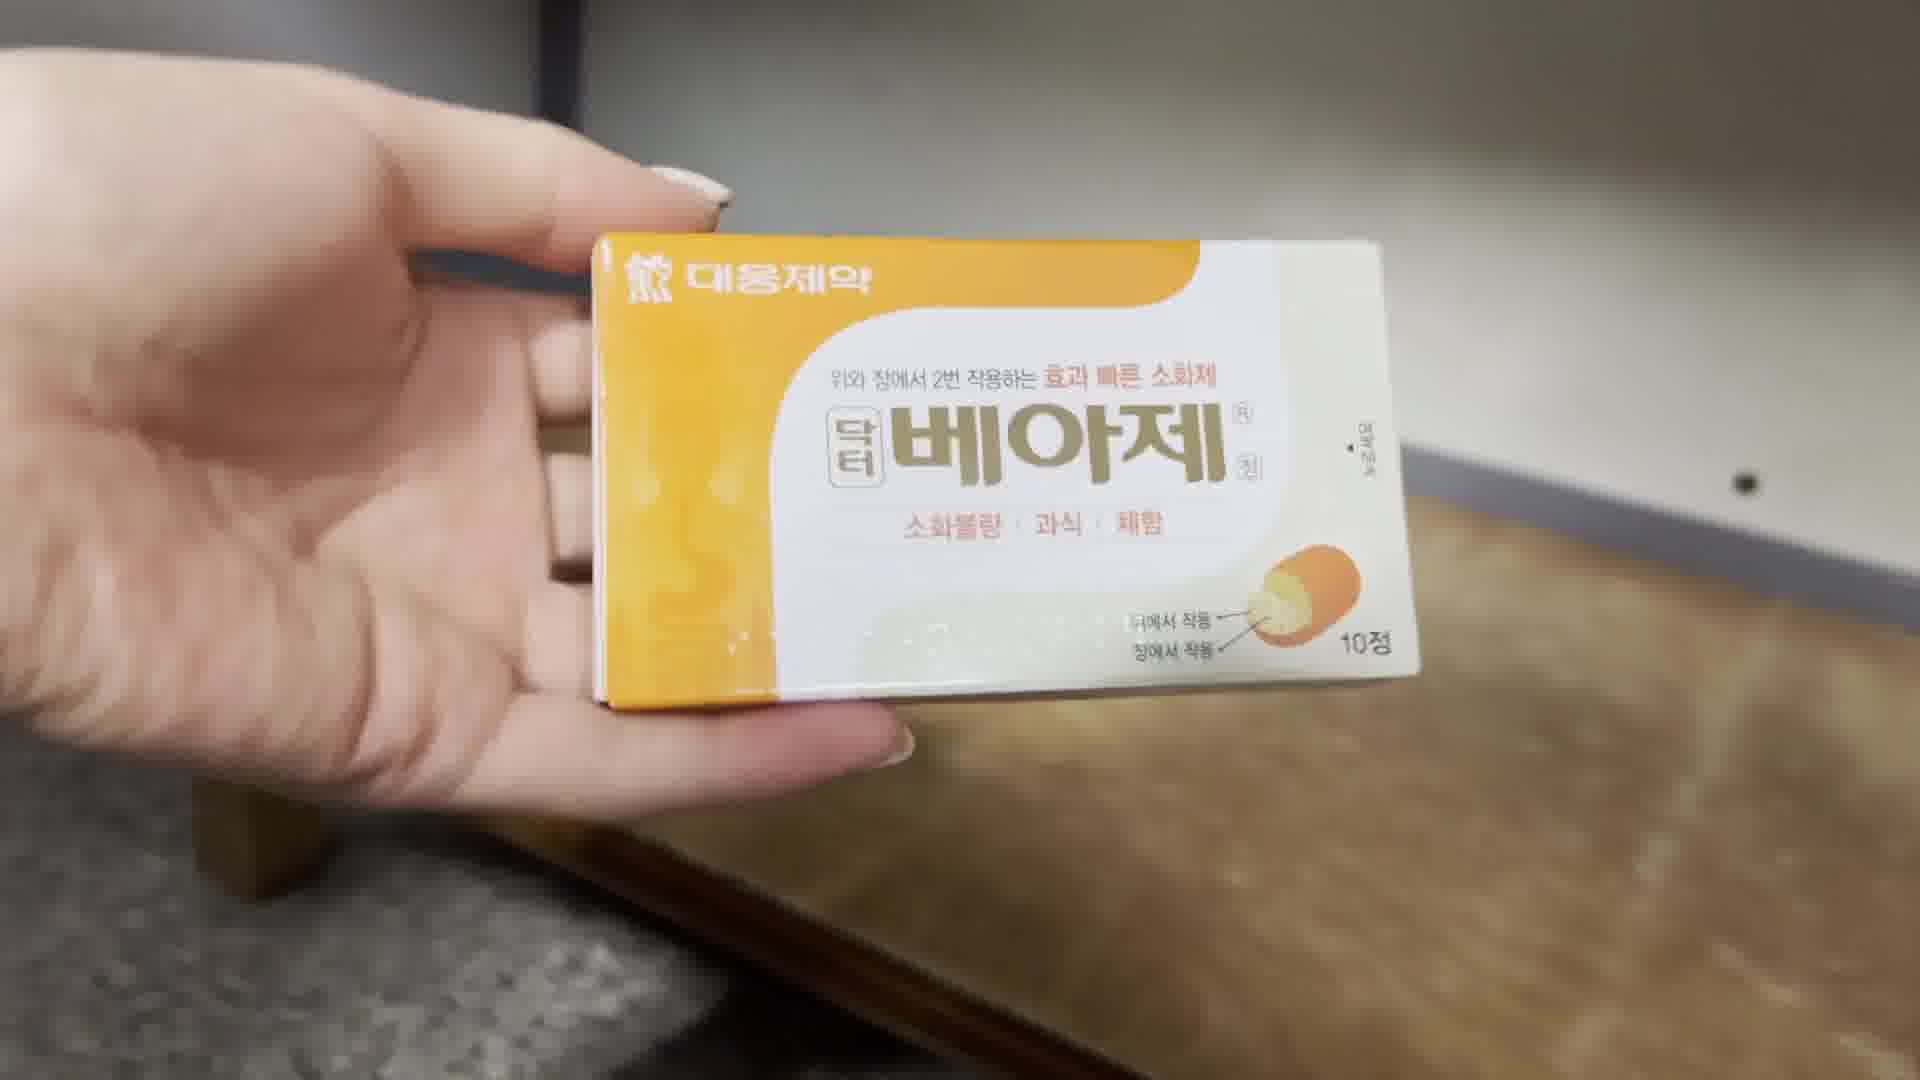 대웅제약
위와 장에서 2번 작용하는 효과 빠른 소화제
닥터 베아제 ® 정
소화불량 · 과식 · 체함
위에서 작용
장에서 작용
10정